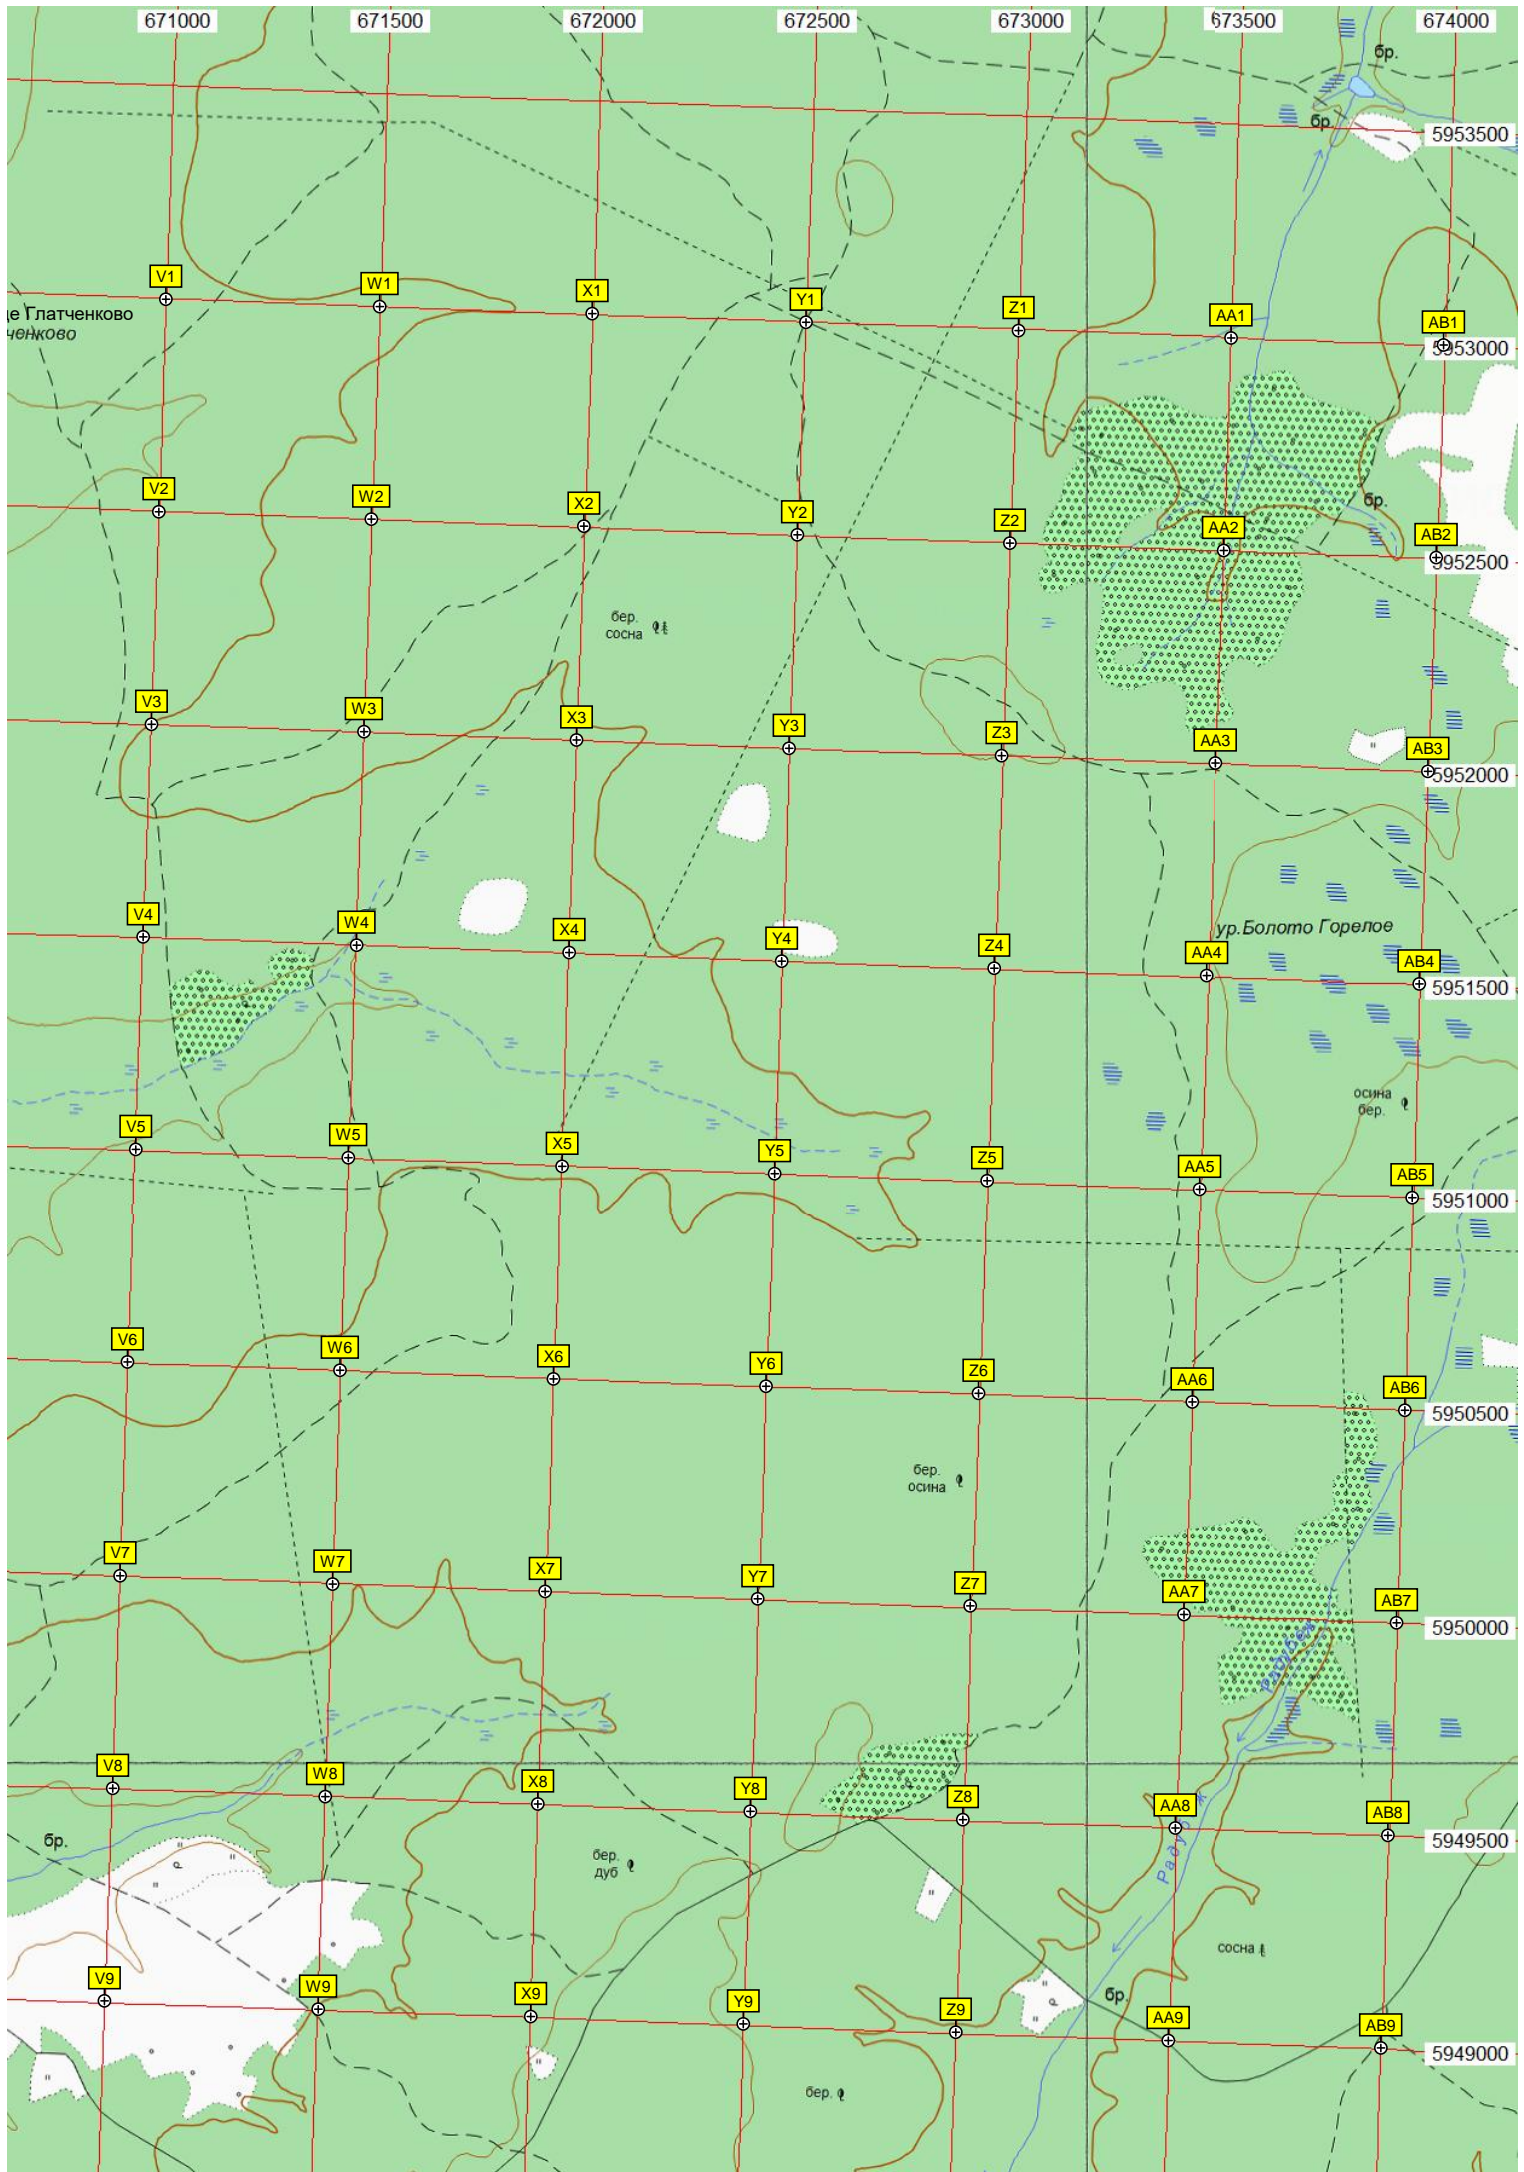 671000 671500 672000 672500 673000 673500 674000
бр.
бр.
5953500
V1 W1 X1 Y1 Z1 AA1 AB1
е Глатченково
ченково
5953000
V2 W2 X2 Y2 Z2 AA2 AB2
бр.
5952500
бер.
сосна
V3 W3 X3 Y3 Z3 AA3 AB3
5952000
ур.Болото Горелое
V4 W4 X4 Y4 Z4 AA4 AB4
5951500
осина
бер.
V5 W5 X5 Y5 Z5 AA5 AB5
5951000
V6 W6 X6 Y6 Z6 AA6 AB6
5950500
бер.
осина
V7 W7 X7 Y7 Z7 AA7 AB7
5950000
Радубеж
V8 W8 X8 Y8 Z8 AA8 AB8
5949500
бр.
бер.
дуб
сосна
бр.
V9 W9 X9 Y9 Z9 AA9 AB9
5949000
бер.